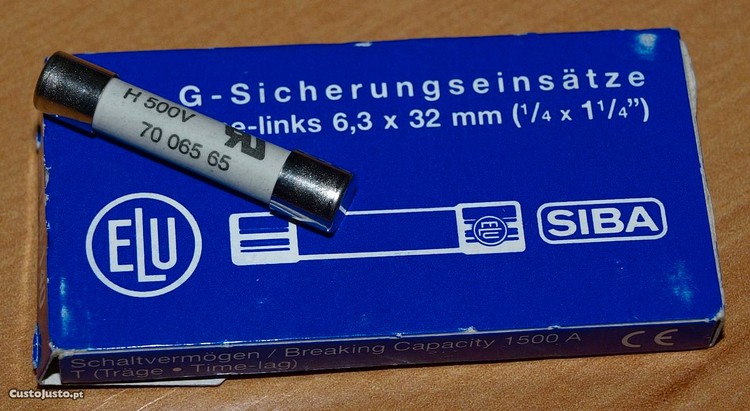 G-Sicherungseinsätze
e-links 6,3 x 32 mm (1/4 x 1 1/4")
H 500V
70 065 65
ELU
ELU
SIBA
Schaltvermögen / Breaking Capacity 1500 A
T (Träge • Time-lag)
CE
CustoJusto.pt